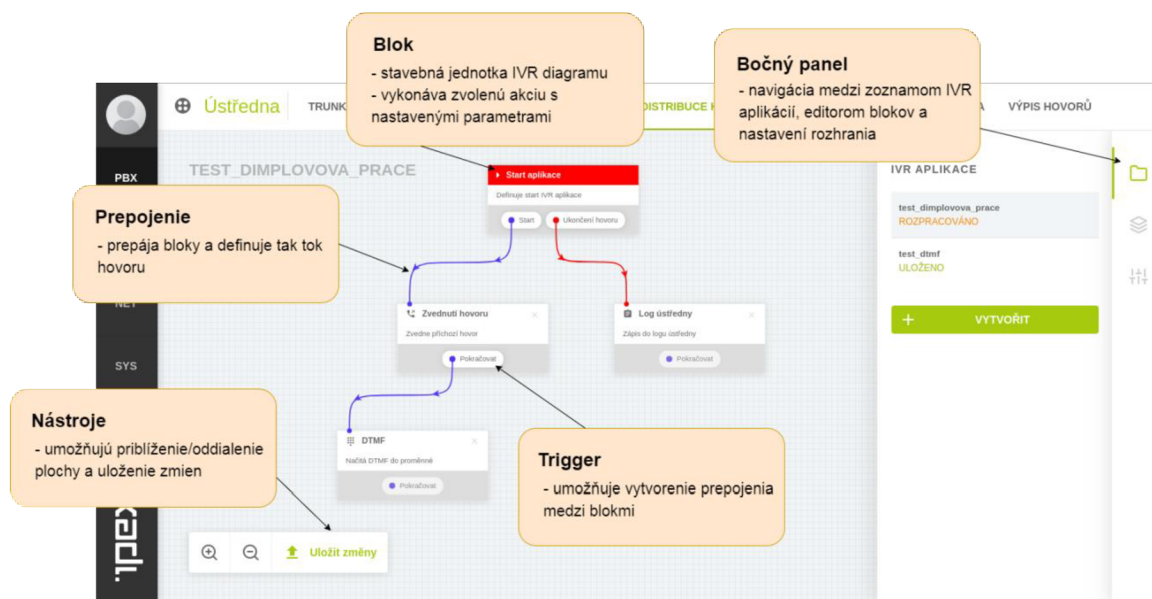 Blok
- stavebná jednotka IVR diagramu
- vykonáva zvolenú akciu s
nastavenými parametrami
Bočný panel
- navigácia medzi zoznamom IVR
aplikácií, editorom blokov a
nastavení rozhrania
Ústředna
DISTRIBUCE
VÝPIS HOVORŮ
PBX
TEST_DIMPLOVOVA_PRACE
Start aplikace
Definuje start IVR aplikace
Start
Ukončení hovoru
IVR APLIKACE
test_dimplovova_prace
ROZPRACOVÁNO
test_dtmf
ULOŽENO
+ VYTVOŘIT
Prepojenie
- prepája bloky a definuje tak tok
hovoru
NET
Zvednutí hovoru ×
Zvedne příchozí hovor
Pokračovat
Log ústředny ×
Zápis do logu ústředny
Pokračovat
SYS
Nástroje
- umožňujú priblíženie/oddialenie
plochy a uloženie zmien
DTMF ×
Načítá DTMF do proměnné
Pokračovat
Trigger
- umožňuje vytvorenie prepojenia
medzi blokmi
Uložit změny